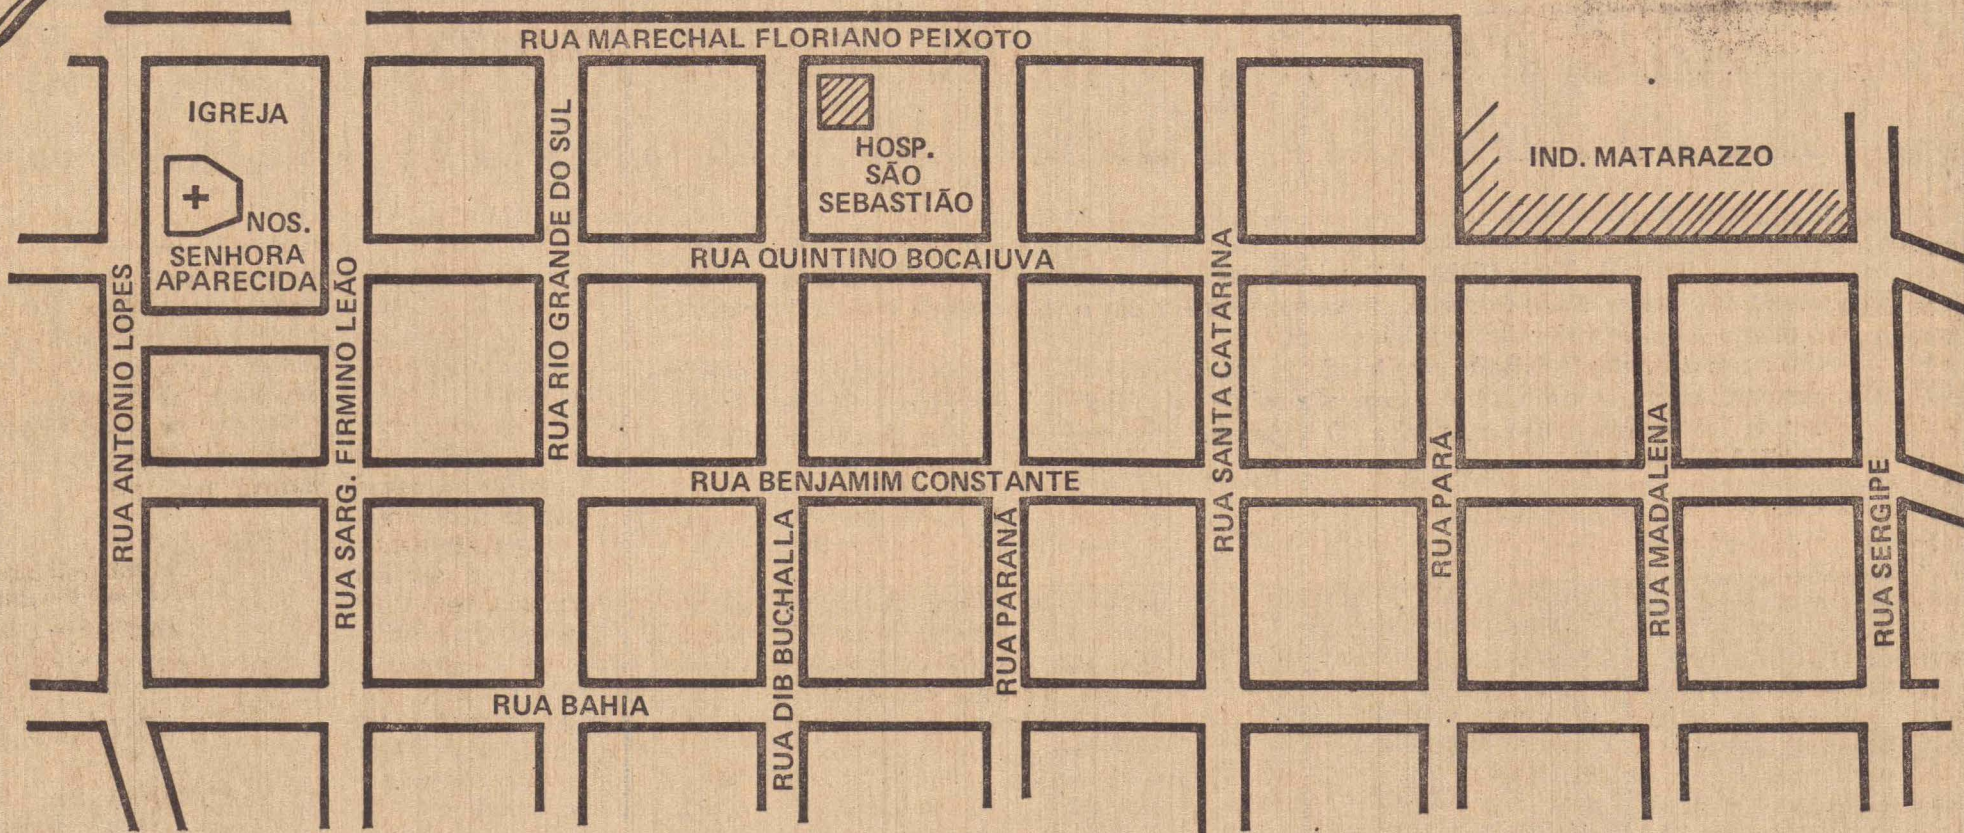 RUA MARECHAL FLORIANO PEIXOTO
IGREJA
+
NOS.
SENHORA
APARECIDA
HOSP.
SÃO
SEBASTIÃO
IND. MATARAZZO
RUA QUINTINO BOCAIUVA
RUA ANTONIO LOPES
RUA SARG. FIRMINO LEÃO
RUA RIO GRANDE DO SUL
RUA SANTA CATARINA
RUA BENJAMIM CONSTANTE
RUA DIB BUCHALLA
RUA PARANÁ
RUA PARÁ
RUA MADALENA
RUA SERGIPE
RUA BAHIA